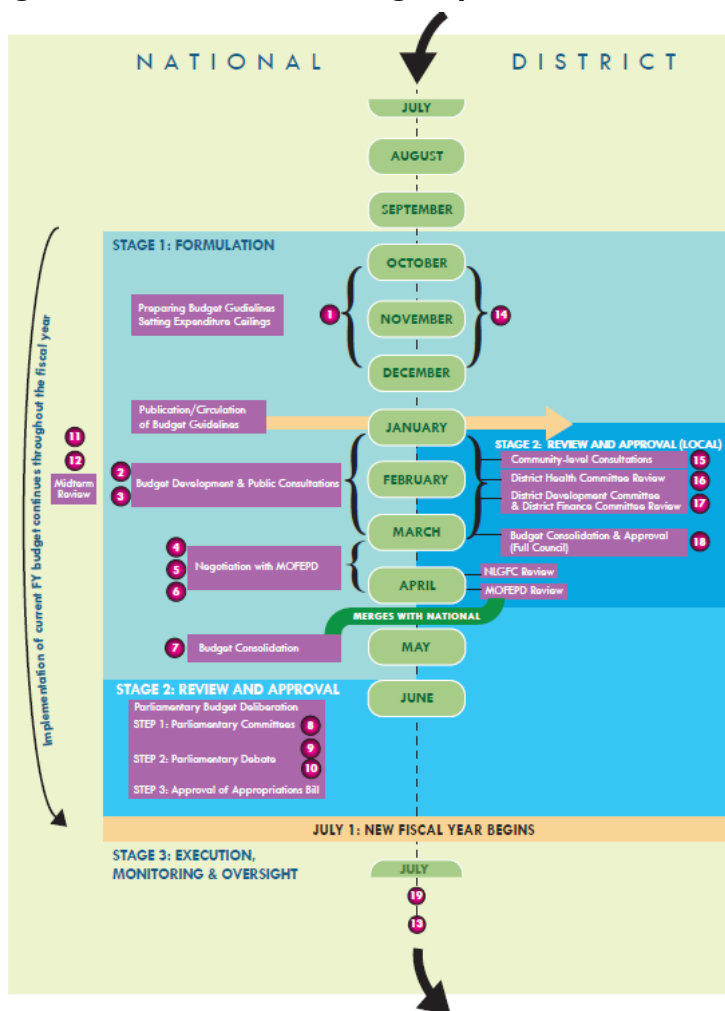 NATIONAL
DISTRICT
JULY
AUGUST
SEPTEMBER
STAGE 1: FORMULATION
OCTOBER
Preparing Budget Gudielines
Setting Expenditure Ceilings
1
NOVEMBER
14
DECEMBER
Publication/Circulation
of Budget Guidelines
JANUARY
STAGE 2: REVIEW AND APPROVAL (LOCAL)
11
12
Midterm
Review
2
3
Budget Development & Public Consultations
FEBRUARY
Community-level Consultations
15
District Health Committee Review
16
District Development Committee
& District Finance Committee Review
17
MARCH
Budget Consolidation & Approval
(Full Council)
18
4
5
6
Negotiation with MOFEPD
APRIL
NLGFC Review
MOFEPD Review
MERGES WITH NATIONAL
7
Budget Consolidation
MAY
STAGE 2: REVIEW AND APPROVAL
JUNE
Parliamentary Budget Deliberation
STEP 1: Parliamentary Committees
8
9
STEP 2: Parliamentary Debate
10
STEP 3: Approval of Appropriations Bill
Implementation of current FY budget continues throughout the fiscal year
JULY 1: NEW FISCAL YEAR BEGINS
STAGE 3: EXECUTION,
MONITORING & OVERSIGHT
JULY
19
13